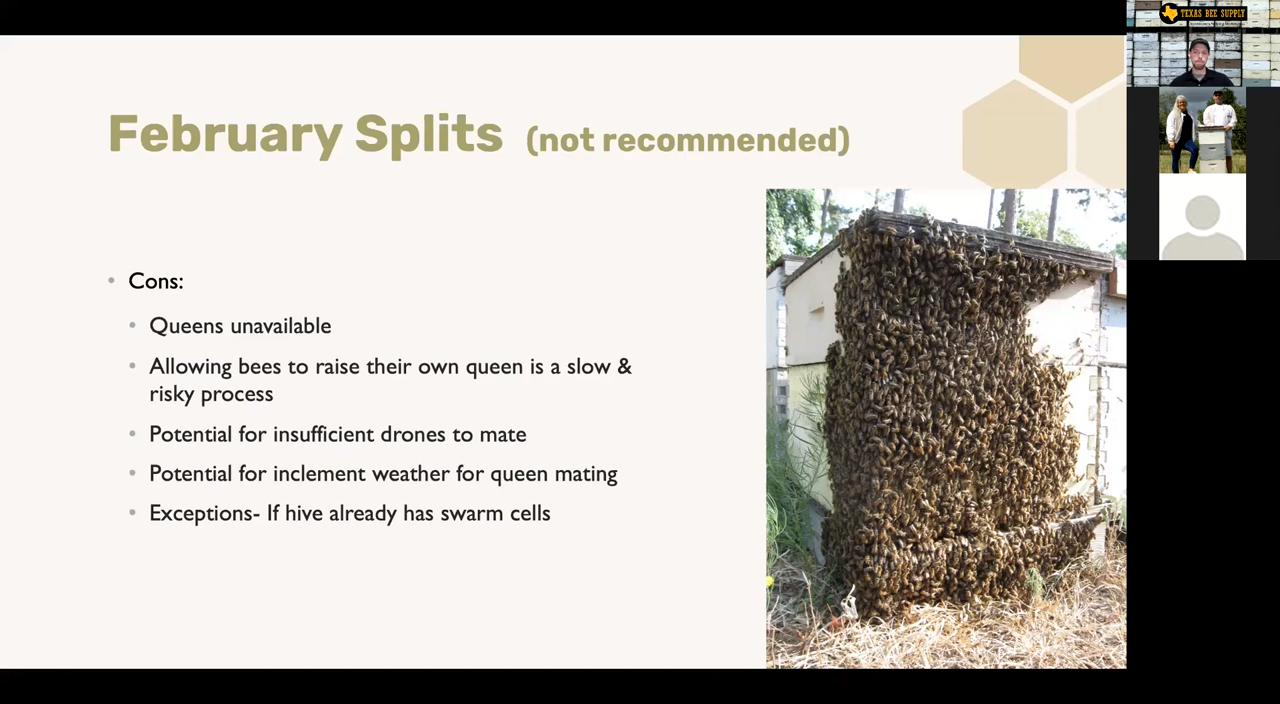 February Splits (not recommended)
Cons:
Queens unavailable
Allowing bees to raise their own queen is a slow &
risky process
Potential for insufficient drones to mate
Potential for inclement weather for queen mating
Exceptions- If hive already has swarm cells
TEXAS BEE SUPPLY